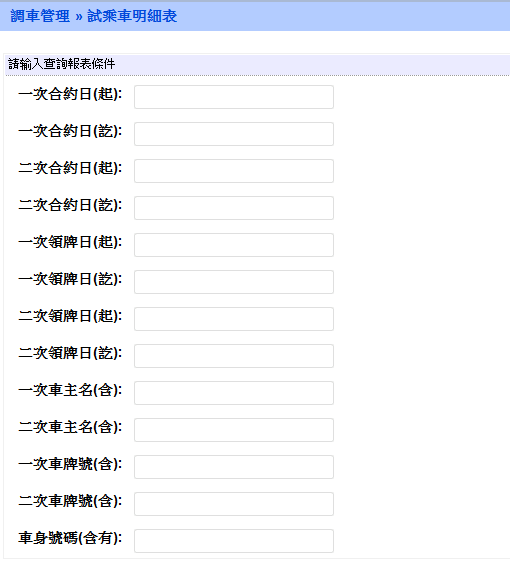 調車管理 » 試乘車明細表
請輸入查詢報表條件
一次合約日(起):
一次合約日(訖):
二次合約日(起):
二次合約日(訖):
一次領牌日(起):
一次領牌日(訖):
二次領牌日(起):
二次領牌日(訖):
一次車主名(含):
二次車主名(含):
一次車牌號(含):
二次車牌號(含):
車身號碼(含有):